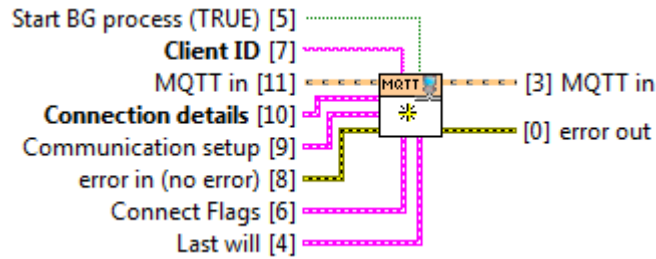 Start BG process (TRUE) [5]
Client ID [7]
MQTT in [11]
MQTT
[3] MQTT in
Connection details [10]
[0] error out
Communication setup [9]
error in (no error) [8]
Connect Flags [6]
Last will [4]